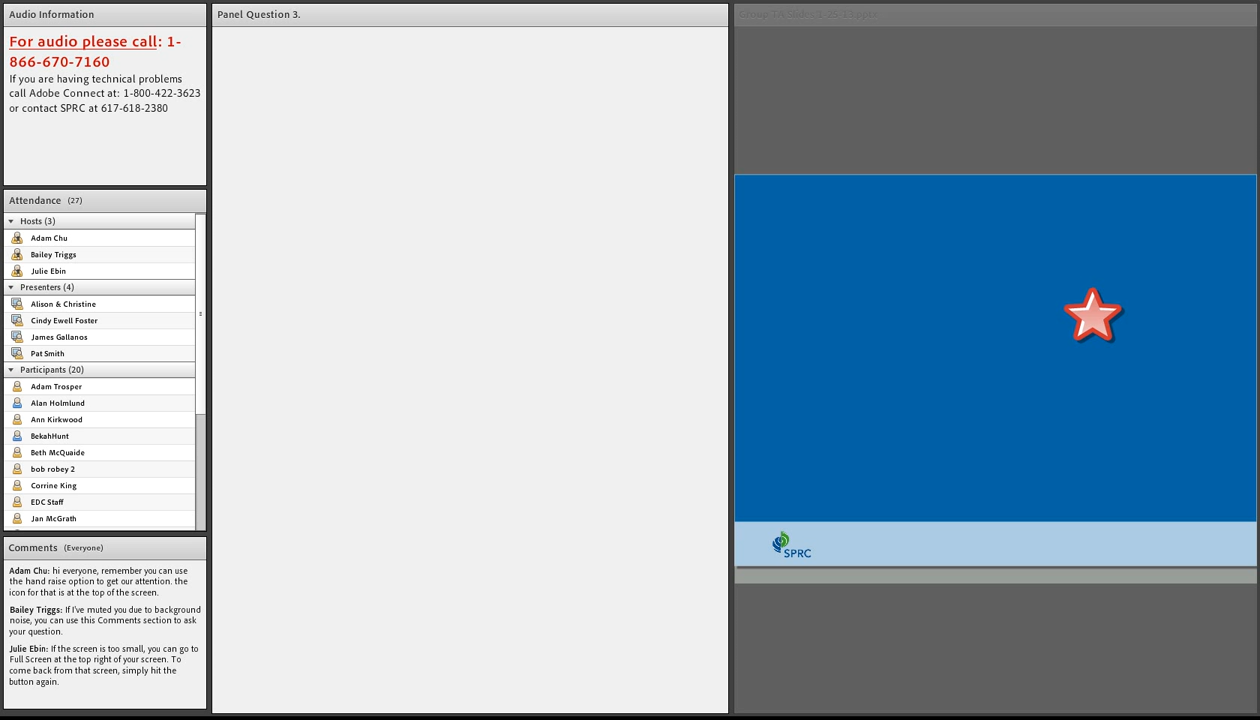 Audio Information
For audio please call: 1-
866-670-7160
If you are having technical problems
call Adobe Connect at: 1-800-422-3623
or contact SPRC at 617-618-2380
Attendance (27)
Hosts (3)
Adam Chu
Bailey Triggs
Julie Ebin
Presenters (4)
Alison & Christine
Cindy Ewell Foster
James Gallanos
Pat Smith
Participants (20)
Adam Trosper
Alan Holmlund
Ann Kirkwood
BekahHunt
Beth McQuaide
bob robey 2
Corrine King
EDC Staff
Jan McGrath
Comments (Everyone)
Adam Chu: hi everyone, remember you can use
the hand raise option to get our attention. the
icon for that is at the top of the screen.
Bailey Triggs: If I've muted you due to background
noise, you can use this Comments section to ask
your question.
Julie Ebin: If the screen is too small, you can go to
Full Screen at the top right of your screen. To
come back from that screen, simply hit the
button again.
Panel Question 3.
SPRC